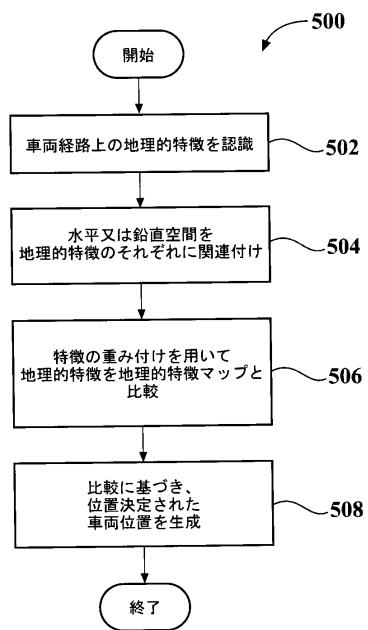 500
開始
車両経路上の地理的特徴を認識
502
水平又は鉛直空間を
地理的特徴のそれぞれに関連付け
504
特徴の重み付けを用いて
地理的特徴を地理的特徴マップと
比較
506
比較に基づき、
位置決定された
車両位置を生成
508
終了